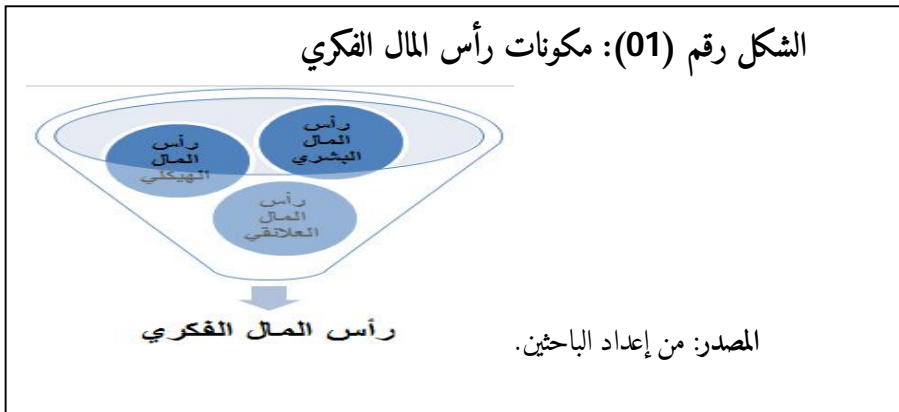 الشكل رقم (01): مكونات رأس المال الفكري
رأس
المال
البشري
رأس
المال
الهيكلي
رأس
المال
العلائقي
رأس المال الفكري
المصدر: من إعداد الباحثين.